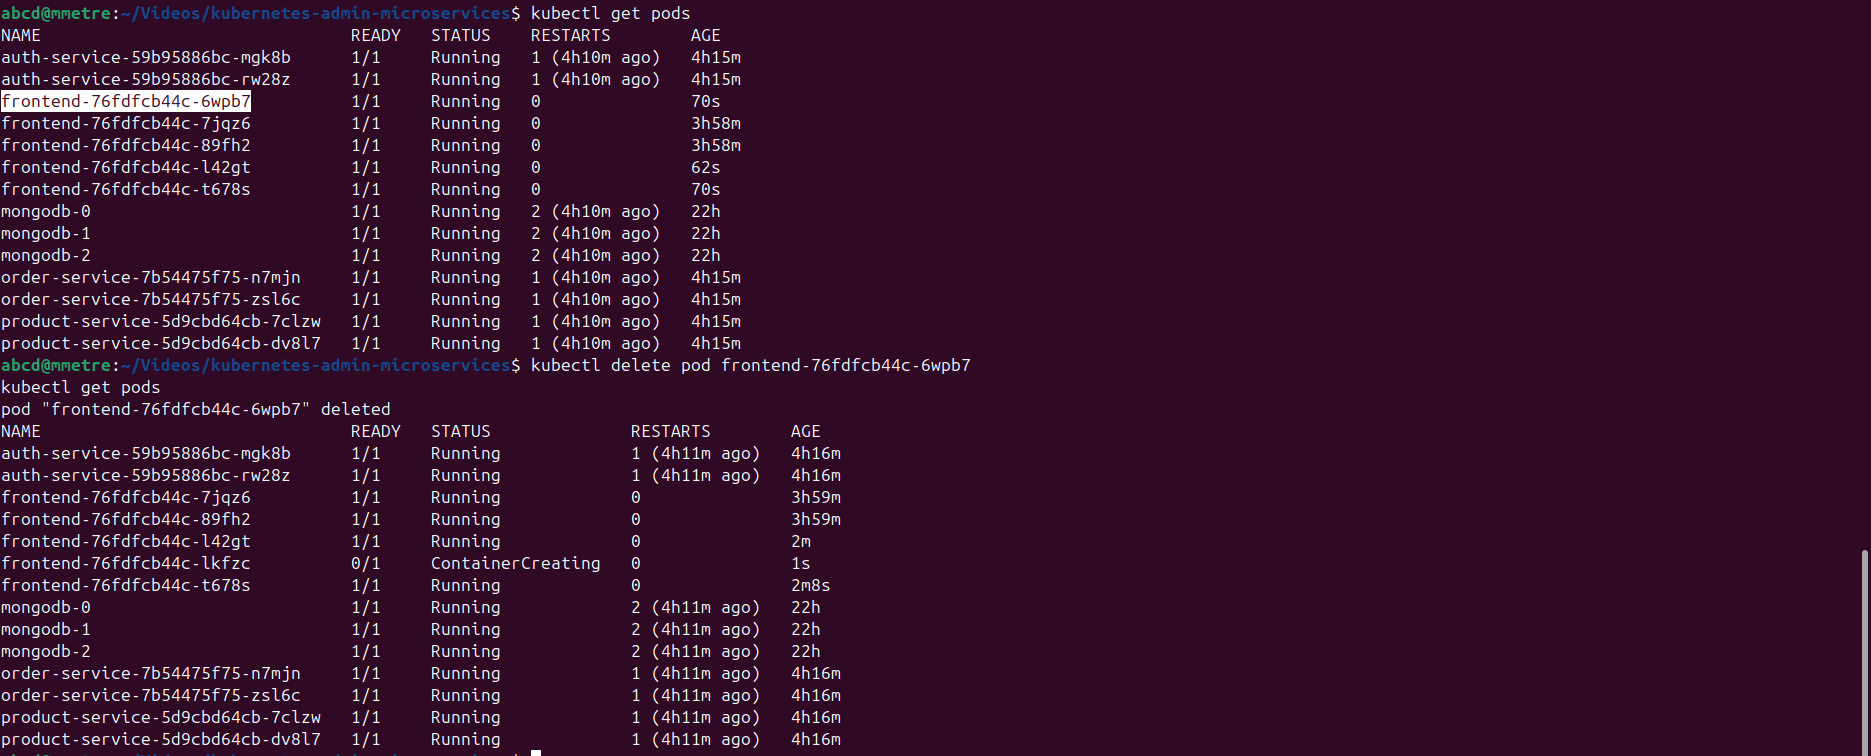 abcd@mmetre:~/Videos/kubernetes-admin-microservices$ kubectl get pods
NAME                               READY   STATUS    RESTARTS        AGE
auth-service-59b95886bc-mgk8b      1/1     Running   1 (4h10m ago)   4h15m
auth-service-59b95886bc-rw28z      1/1     Running   1 (4h10m ago)   4h15m
frontend-76fdfcb44c-6wpb7          1/1     Running   0               70s
frontend-76fdfcb44c-7jqz6          1/1     Running   0               3h58m
frontend-76fdfcb44c-89fh2          1/1     Running   0               3h58m
frontend-76fdfcb44c-l42gt          1/1     Running   0               62s
frontend-76fdfcb44c-t678s          1/1     Running   0               70s
mongodb-0                          1/1     Running   2 (4h10m ago)   22h
mongodb-1                          1/1     Running   2 (4h10m ago)   22h
mongodb-2                          1/1     Running   2 (4h10m ago)   22h
order-service-7b54475f75-n7mjn     1/1     Running   1 (4h10m ago)   4h15m
order-service-7b54475f75-zsl6c     1/1     Running   1 (4h10m ago)   4h15m
product-service-5d9cbd64cb-7clzw   1/1     Running   1 (4h10m ago)   4h15m
product-service-5d9cbd64cb-dv8l7   1/1     Running   1 (4h10m ago)   4h15m
abcd@mmetre:~/Videos/kubernetes-admin-microservices$ kubectl delete pod frontend-76fdfcb44c-6wpb7
kubectl get pods
pod "frontend-76fdfcb44c-6wpb7" deleted
NAME                               READY   STATUS              RESTARTS        AGE
auth-service-59b95886bc-mgk8b      1/1     Running             1 (4h11m ago)   4h16m
auth-service-59b95886bc-rw28z      1/1     Running             1 (4h11m ago)   4h16m
frontend-76fdfcb44c-7jqz6          1/1     Running             0               3h59m
frontend-76fdfcb44c-89fh2          1/1     Running             0               3h59m
frontend-76fdfcb44c-l42gt          1/1     Running             0               2m
frontend-76fdfcb44c-lkfzc          0/1     ContainerCreating   0               1s
frontend-76fdfcb44c-t678s          1/1     Running             0               2m8s
mongodb-0                          1/1     Running             2 (4h11m ago)   22h
mongodb-1                          1/1     Running             2 (4h11m ago)   22h
mongodb-2                          1/1     Running             2 (4h11m ago)   22h
order-service-7b54475f75-n7mjn     1/1     Running             1 (4h11m ago)   4h16m
order-service-7b54475f75-zsl6c     1/1     Running             1 (4h11m ago)   4h16m
product-service-5d9cbd64cb-7clzw   1/1     Running             1 (4h11m ago)   4h16m
product-service-5d9cbd64cb-dv8l7   1/1     Running             1 (4h11m ago)   4h16m